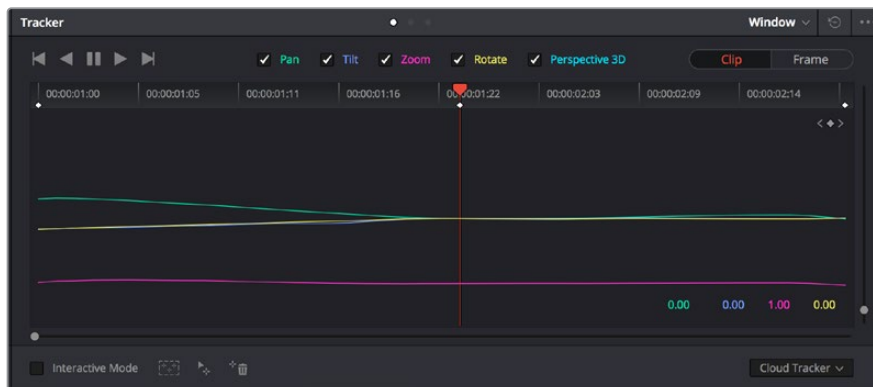 Tracker Window
Pan Tilt Zoom Rotate Perspective 3D Clip Frame
00:00:01:00 00:00:01:05 00:00:01:11 00:00:01:16 00:00:01:22 00:00:02:03 00:00:02:09 00:00:02:14
0.00 0.00 1.00 0.00
Interactive Mode Cloud Tracker